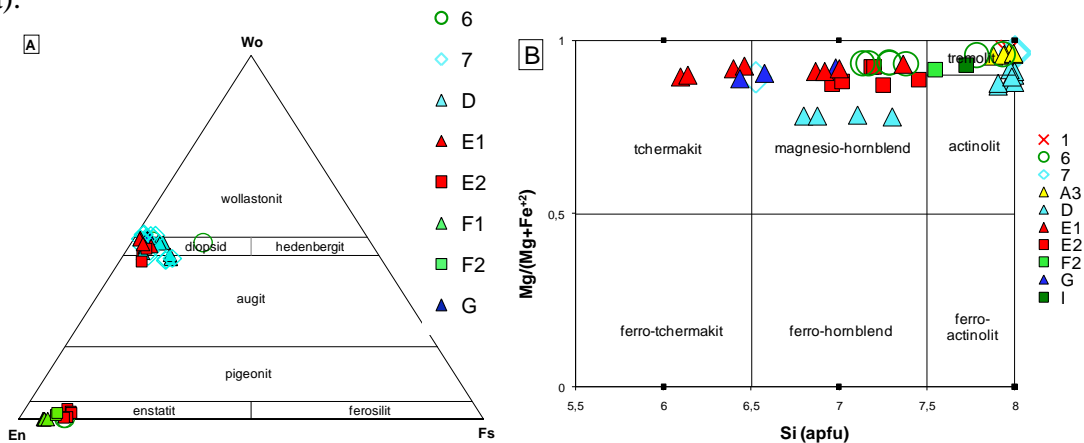 a).
A
Wo
wollastonit
diopsid hedenbergit
augit
pigeonit
enstatit ferosilit
En Fs
6
7
D
E1
E2
F1
F2
G
B
Mg/(Mg+Fe+2)
1
0,5
0
tremolit
tchermakit magnesio-hornblend actinolit
ferro-tchermakit ferro-hornblend ferro-
actinolit
5,5 6 6,5 7 7,5 8
Si (apfu)
1
6
7
A3
D
E1
E2
F2
G
I